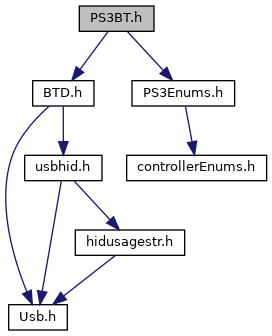 PS3BT.h
BTD.h
PS3Enums.h
usbhid.h
controllerEnums.h
hidusagestr.h
Usb.h